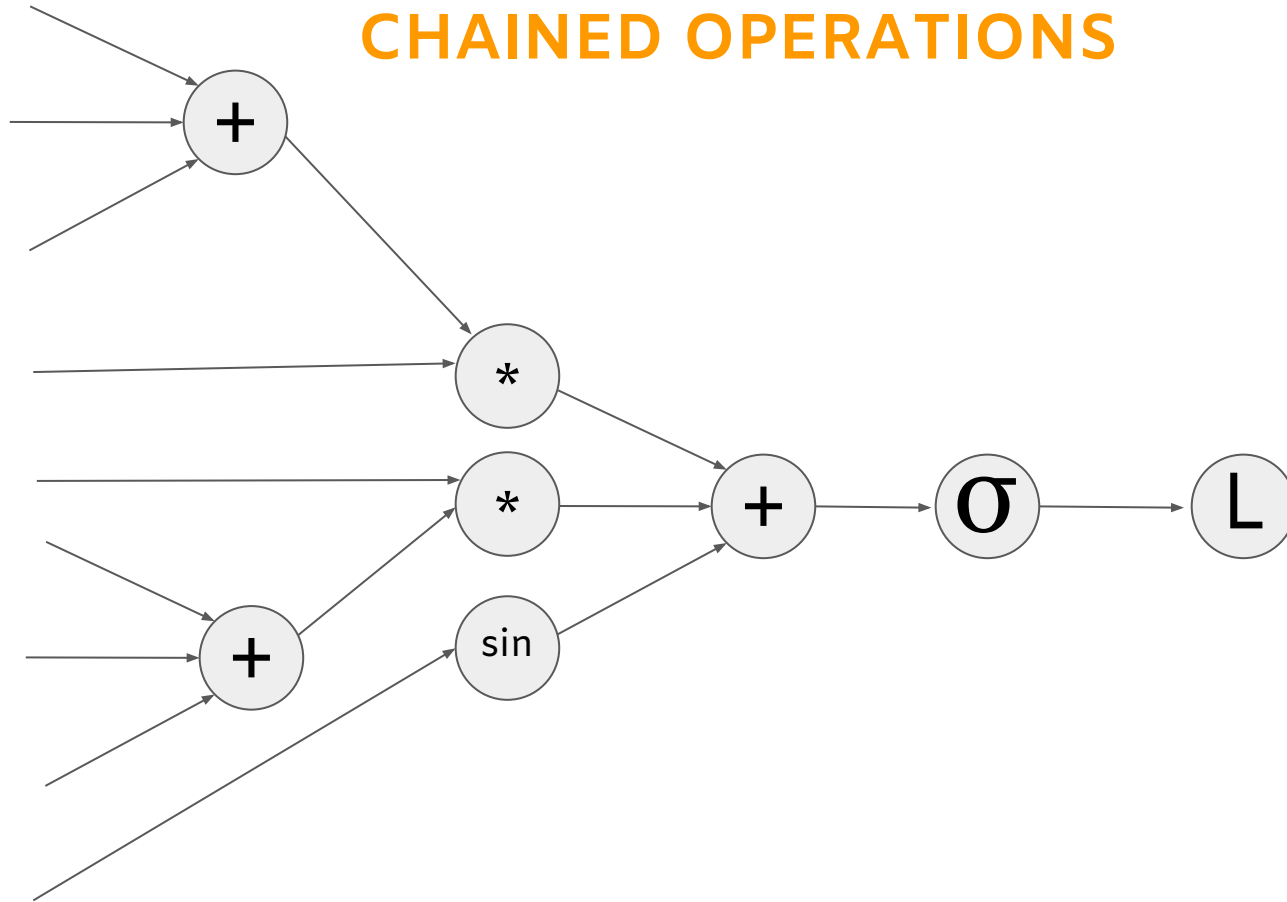 CHAINED OPERATIONS
+
*
*
+
σ
L
+
sin